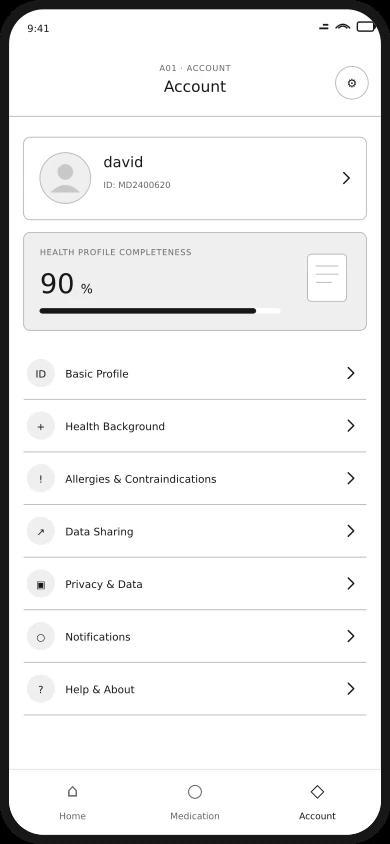 9:41
A01 · ACCOUNT
Account
david
ID: MD2400620
HEALTH PROFILE COMPLETENESS
90 %
ID Basic Profile
+ Health Background
! Allergies & Contraindications
↗ Data Sharing
▣ Privacy & Data
○ Notifications
? Help & About
Home Medication Account